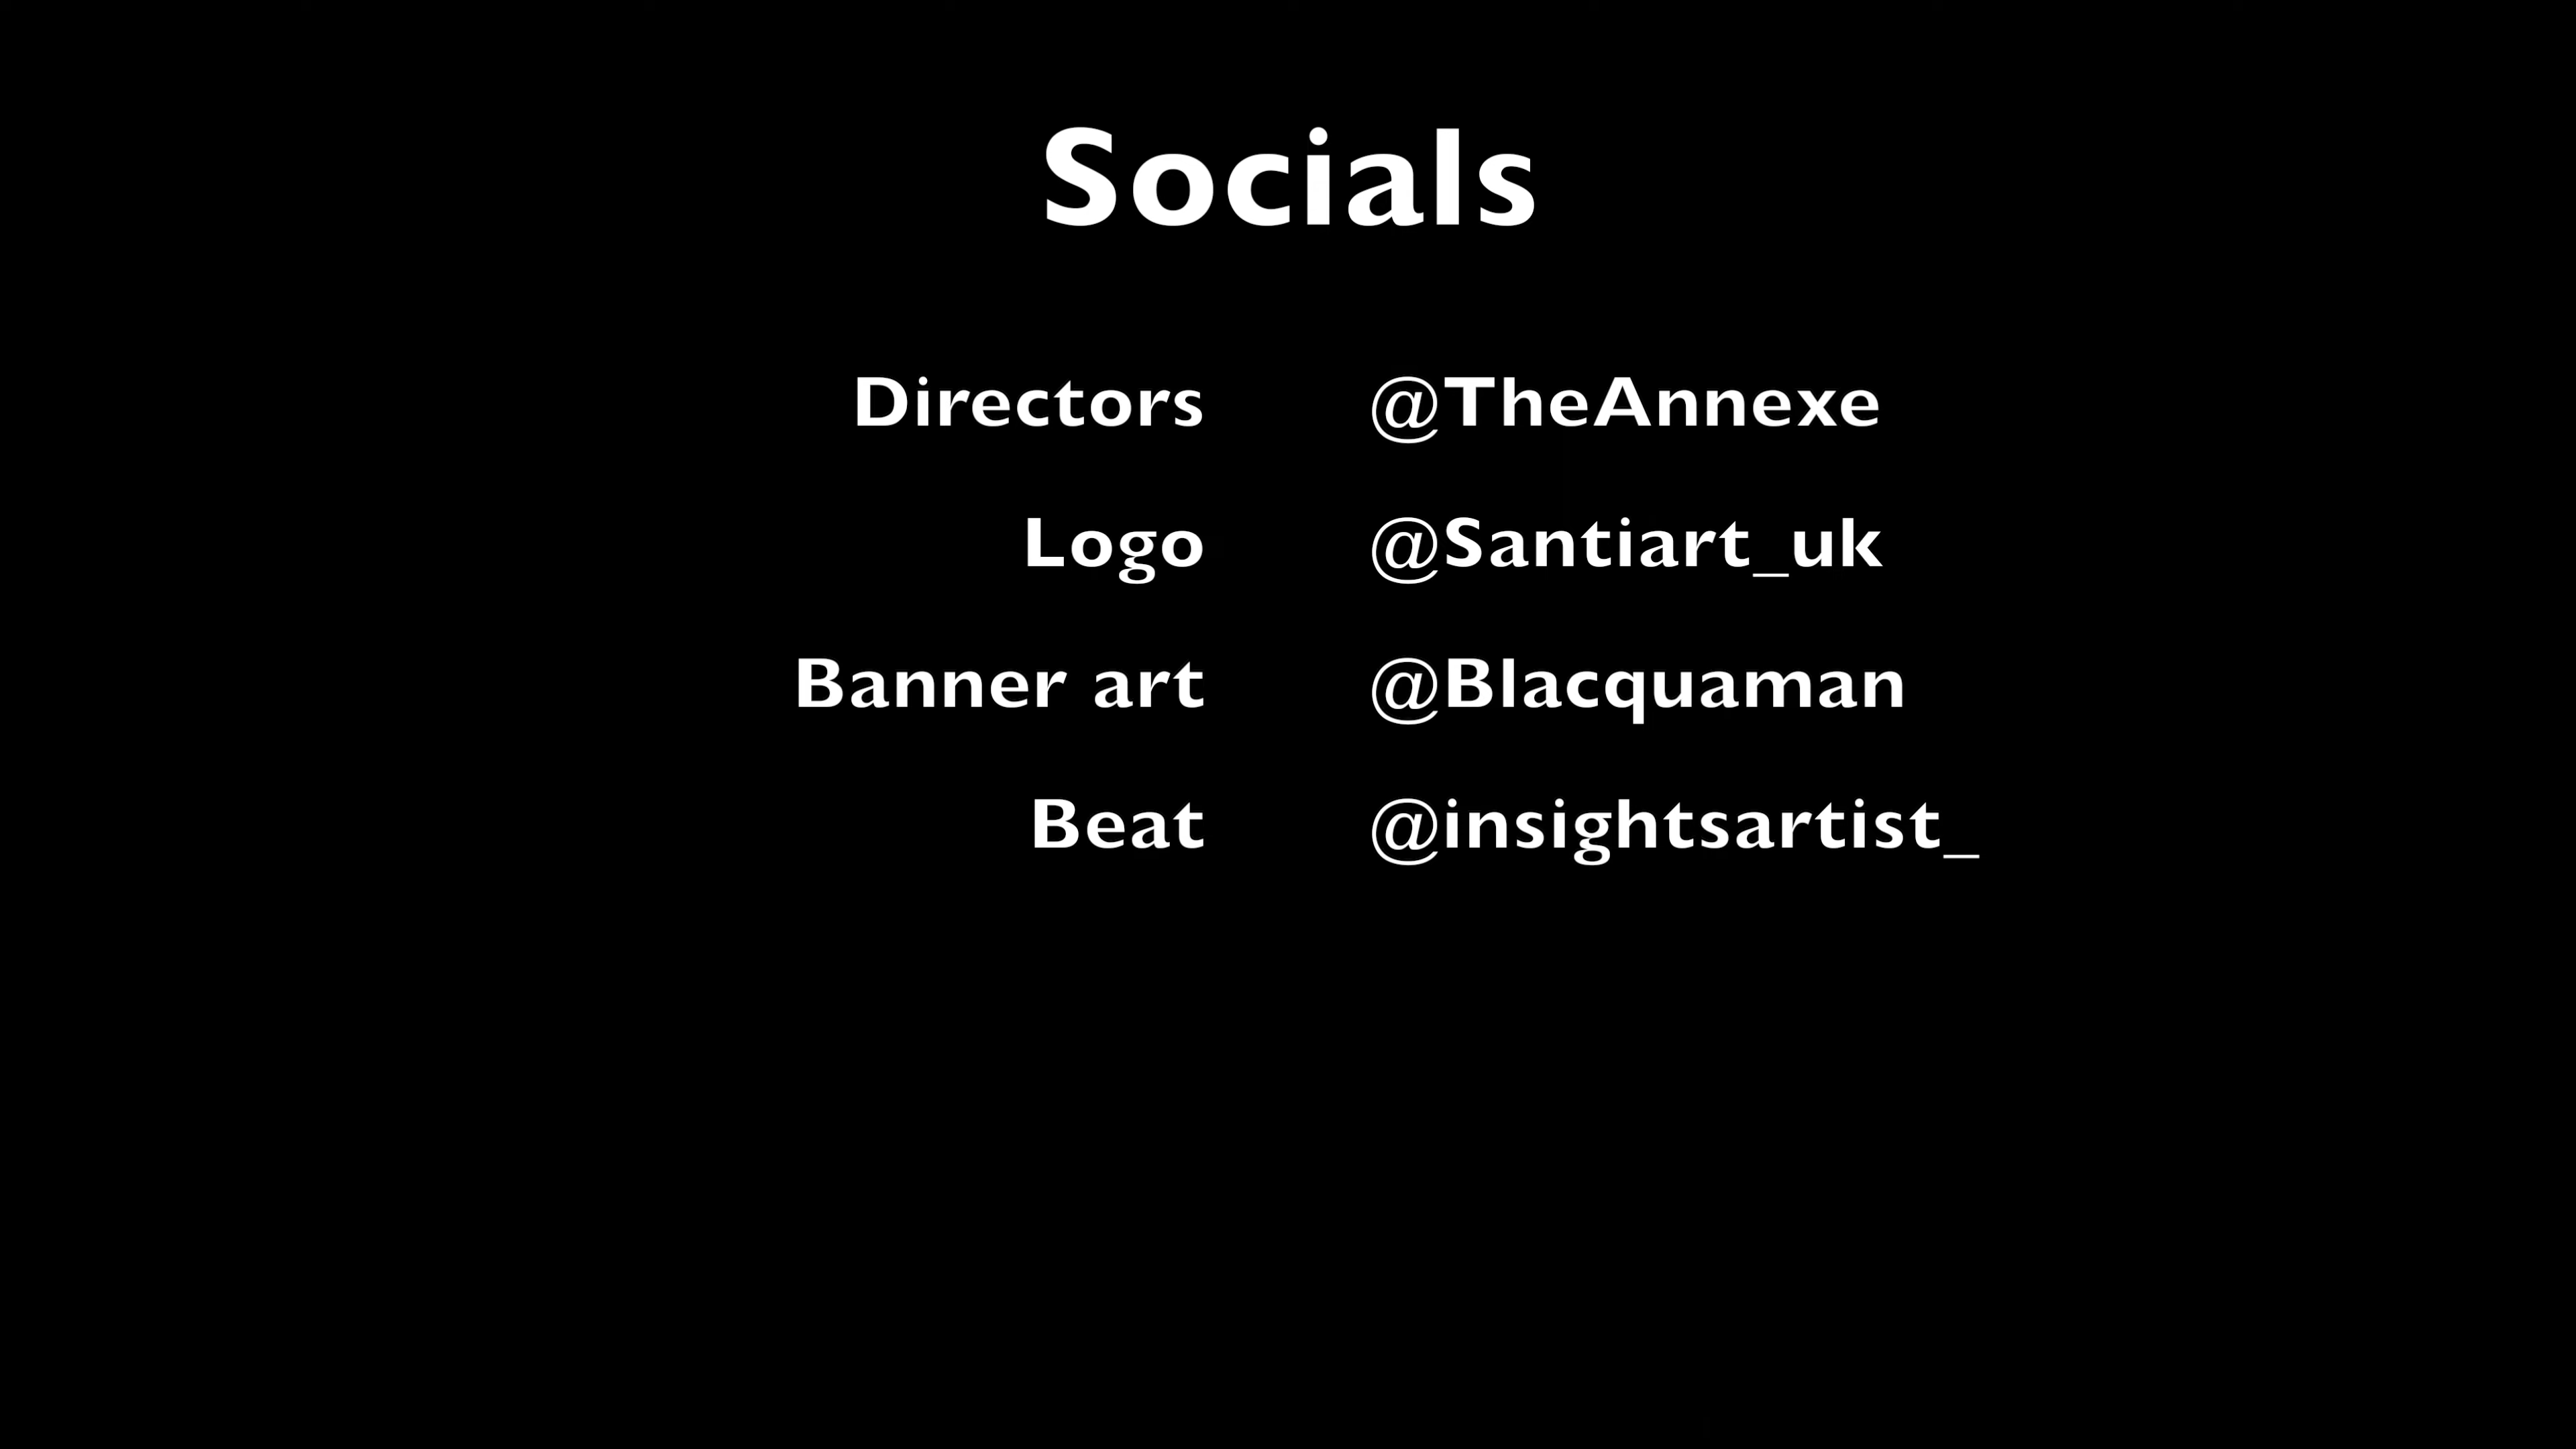 Socials
Directors @TheAnnexe
Logo @Santiart_uk
Banner art @Blacquaman
Beat @insightsartist_